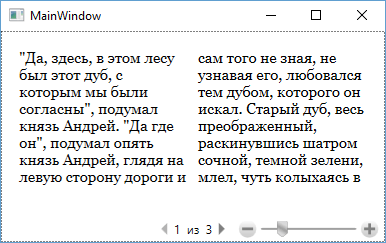 MainWindow
"Да, здесь, в этом лесу
был этот дуб, с
которым мы были
согласны", подумал
князь Андрей. "Да где
он", подумал опять
князь Андрей, глядя на
левую сторону дороги и
сам того не зная, не
узнавая его, любовался
тем дубом, которого он
искал. Старый дуб, весь
преображенный,
раскинувшись шатром
сочной, темной зелени,
млел, чуть колыхаясь в
1 из 3